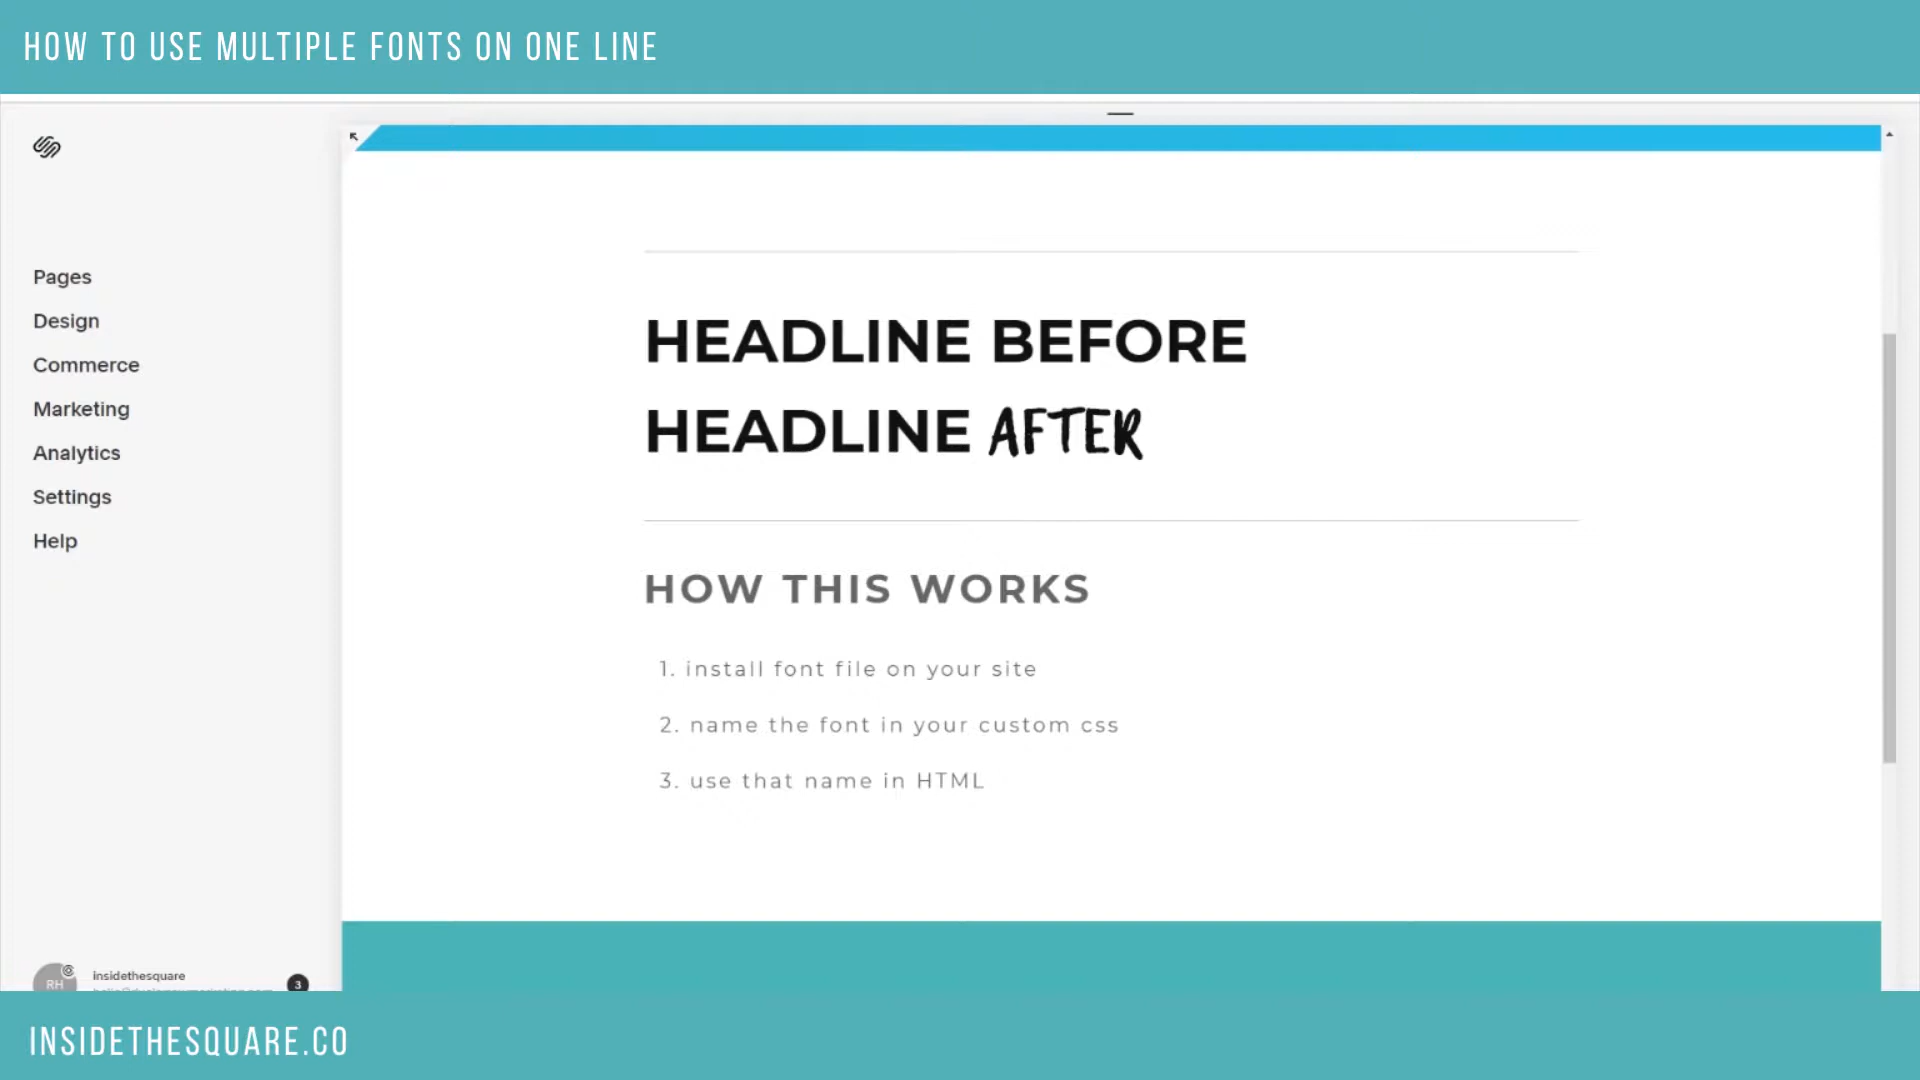 HOW TO USE MULTIPLE FONTS ON ONE LINE
Pages
Design
Commerce
Marketing
Analytics
Settings
Help
HEADLINE BEFORE
HEADLINE AFTER
HOW THIS WORKS
1. install font file on your site
2. name the font in your custom css
3. use that name in HTML
RH
insidethesquare
3
INSIDETHESQUARE.CO